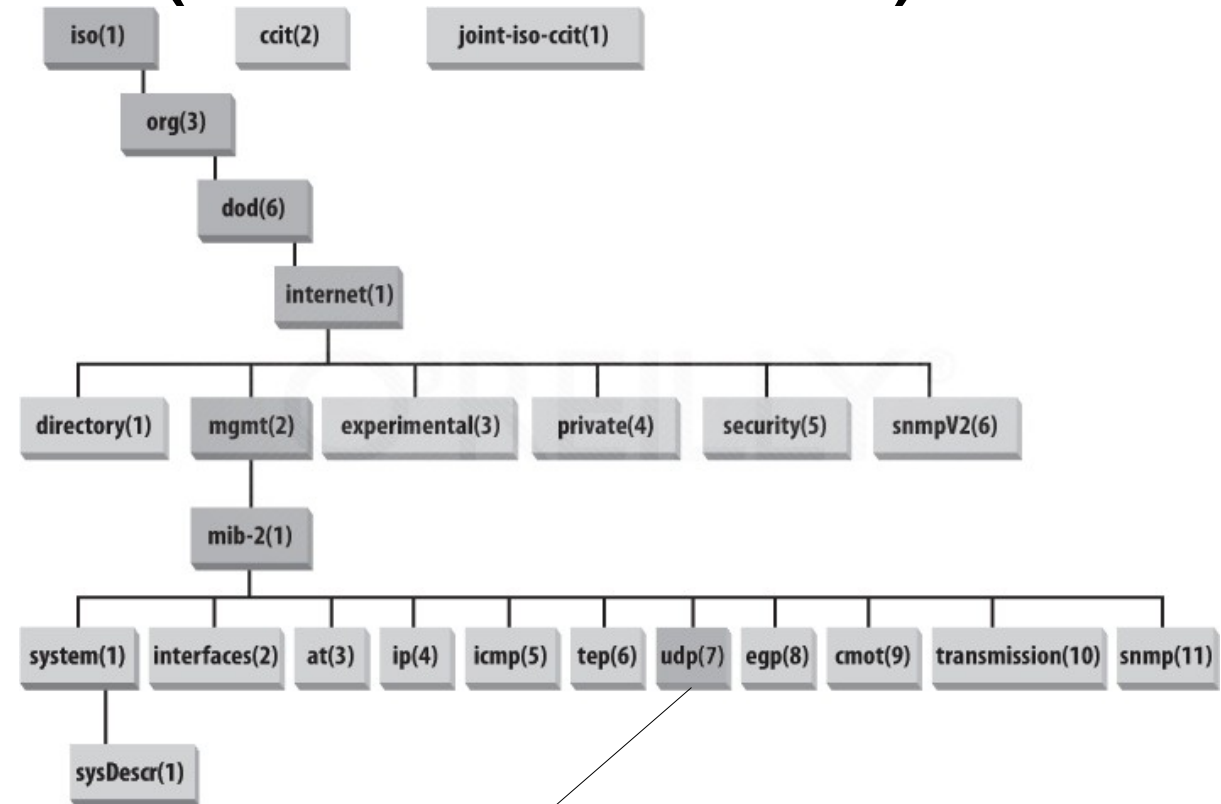 iso(1) ccit(2) joint-iso-ccit(1)
org(3)
dod(6)
internet(1)
directory(1) mgmt(2) experimental(3) private(4) security(5) snmpV2(6)
mib-2(1)
system(1) interfaces(2) at(3) ip(4) icmp(5) tep(6) udp(7) egp(8) cmot(9) transmission(10) snmp(11)
sysDescr(1)